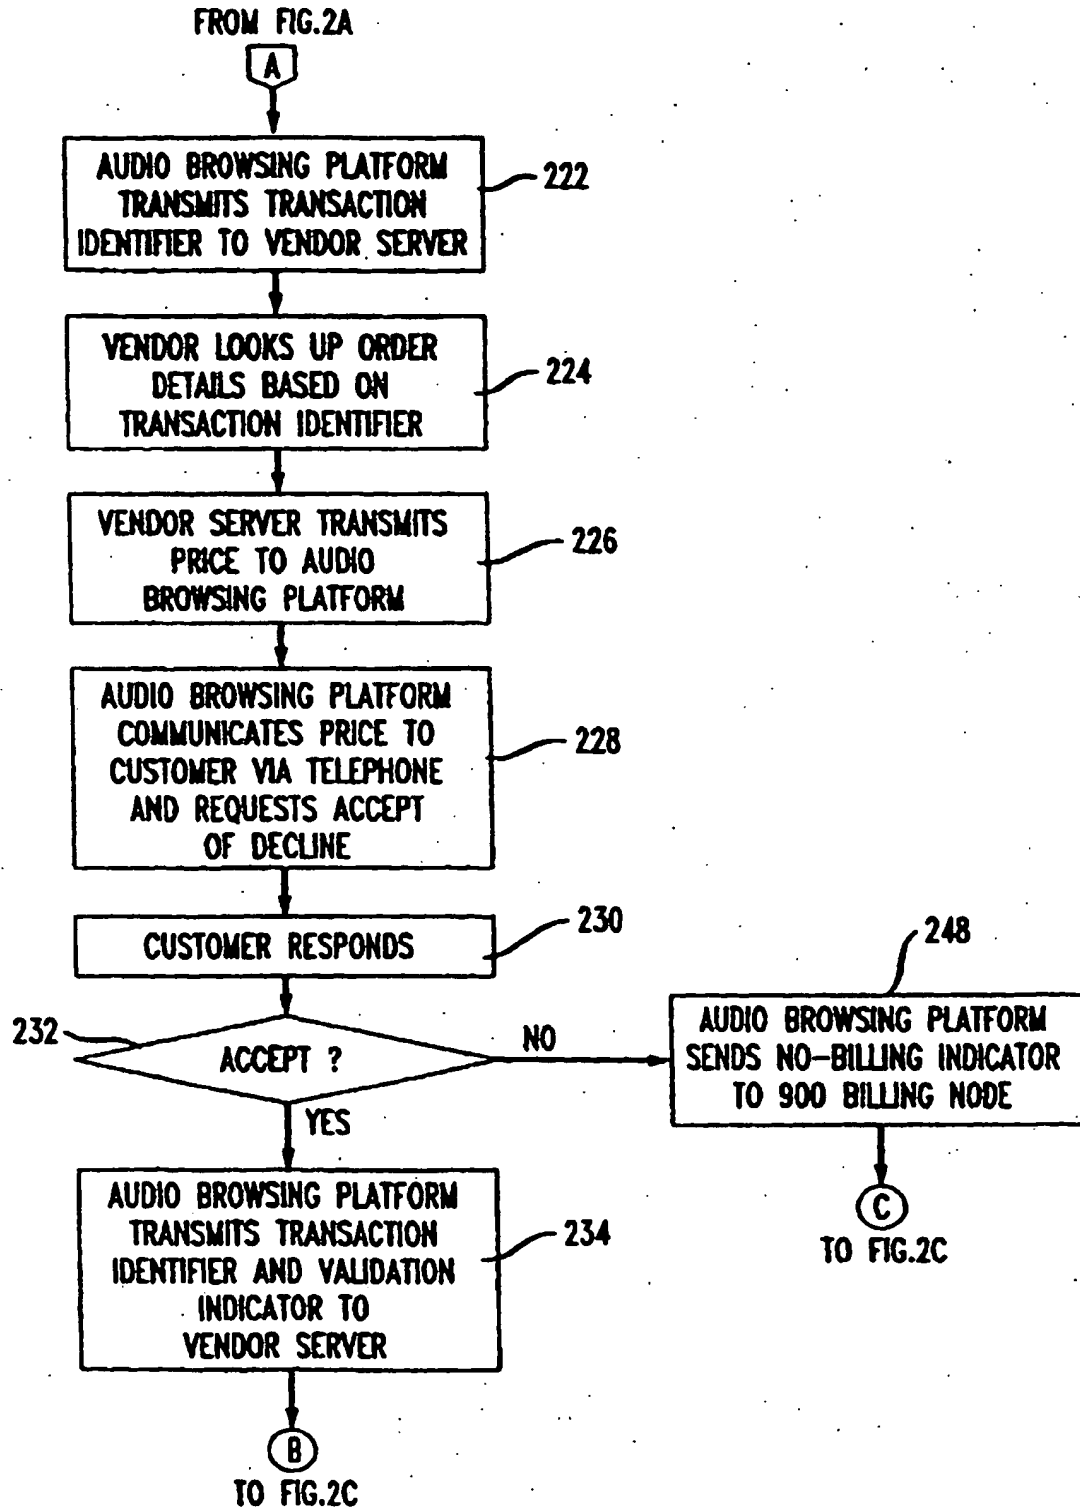 FROM FIG.2A
A
AUDIO BROWSING PLATFORM
TRANSMITS TRANSACTION
IDENTIFIER TO VENDOR SERVER
222
VENDOR LOOKS UP ORDER
DETAILS BASED ON
TRANSACTION IDENTIFIER
224
VENDOR SERVER TRANSMITS
PRICE TO AUDIO
BROWSING PLATFORM
226
AUDIO BROWSING PLATFORM
COMMUNICATES PRICE TO
CUSTOMER VIA TELEPHONE
AND REQUESTS ACCEPT
OF DECLINE
228
CUSTOMER RESPONDS
230
232
ACCEPT ?
NO
YES
248
AUDIO BROWSING PLATFORM
SENDS NO-BILLING INDICATOR
TO 900 BILLING NODE
C
TO FIG.2C
AUDIO BROWSING PLATFORM
TRANSMITS TRANSACTION
IDENTIFIER AND VALIDATION
INDICATOR TO
VENDOR SERVER
234
B
TO FIG.2C